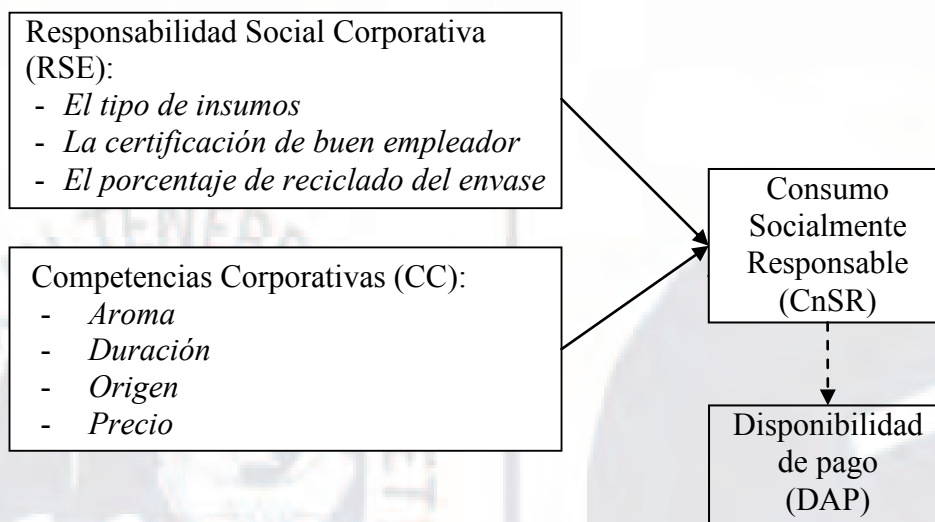 Responsabilidad Social Corporativa
(RSE):
- El tipo de insumos
- La certificación de buen empleador
- El porcentaje de reciclado del envase
Competencias Corporativas (CC):
- Aroma
- Duración
- Origen
- Precio
Consumo
Socialmente
Responsable
(CnSR)
Disponibilidad
de pago
(DAP)